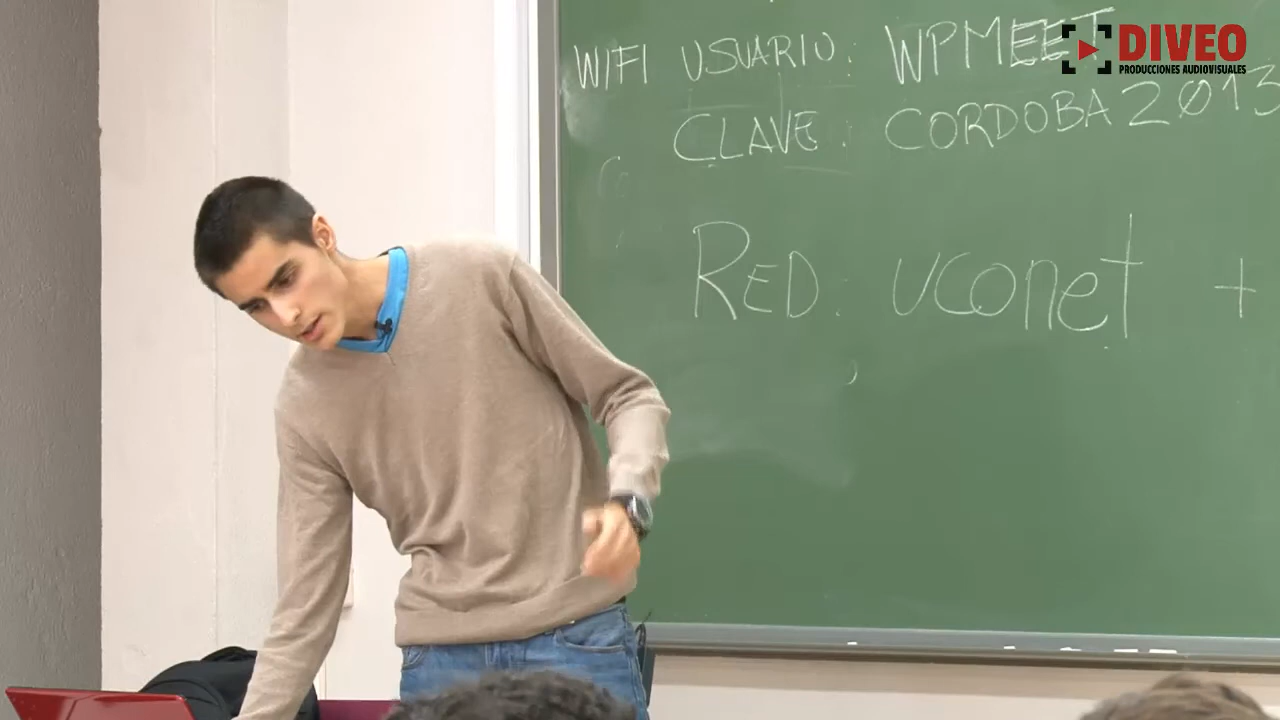 WIFI USUARIO: WPMEET
CLAVE: CORDOBA2013
RED: uconet +
DIVEO
PRODUCCIONES AUDIOVISUALES